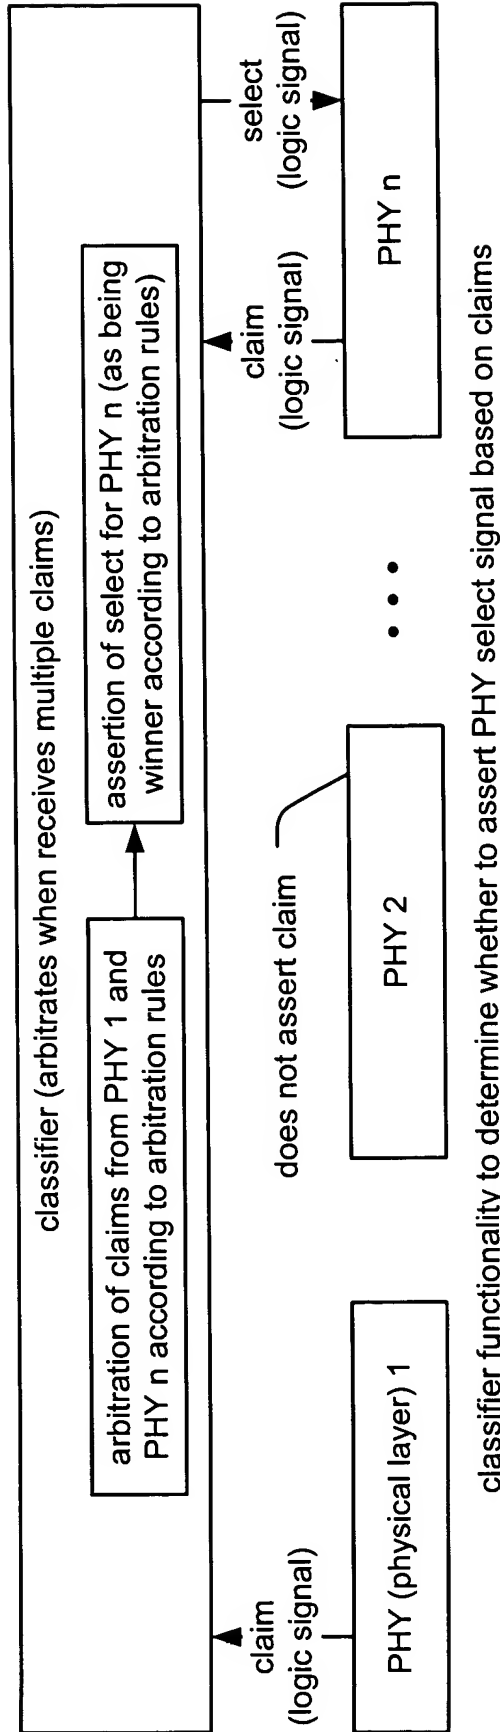 classifier (arbitrates when receives multiple claims)
arbitration of claims from PHY 1 and
PHY n according to arbitration rules
assertion of select for PHY n (as being
winner according to arbitration rules)
claim
(logic signal)
does not assert claim
claim
(logic signal)
select
(logic signal)
PHY (physical layer) 1
PHY 2
• • •
PHY n
classifier functionality to determine whether to assert PHY select signal based on claims